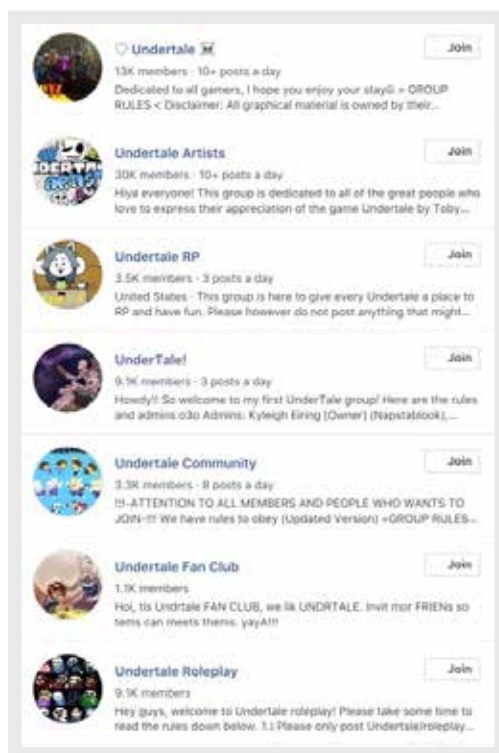 ♡ Undertale ☠
Join
13K members · 10+ posts a day
Dedicated to all gamers, I hope you enjoy your stay > GROUP
RULES < Disclaimer: All graphical material is owned by their...
Undertale Artists
Join
30K members · 10+ posts a day
Hiya everyone! This group is dedicated to all of the great people who
love to express their appreciation of the game Undertale by Toby...
Undertale RP
Join
3.5K members · 3 posts a day
United States · This group is here to give every Undertale a place to
RP and have fun. Please however do not post anything that might...
UnderTale!
Join
9.1K members · 3 posts a day
Howdy!! So welcome to my first UnderTale group! Here are the rules
and admins:o3o Admins: Kyleigh Eiring [Owner] (Napstablook),...
Undertale Community
Join
3.3K members · 8 posts a day
!!!-ATTENTION TO ALL MEMBERS AND PEOPLE WHO WANTS TO
JOIN-!!! We have rules to obey (Updated Version) =GROUP RULES...
Undertale Fan Club
Join
1.1K members
Hoi, tis Undrtale FAN CLUB, we lik UNDRTALE. Invit mor FRIENs so
tems can meets thems. yayA!!!
Undertale Roleplay
Join
9.1K members
Hey guys, welcome to Undertale roleplay! Please take some time to
read the rules down below. 1.) Please only post Undertale/roleplay...